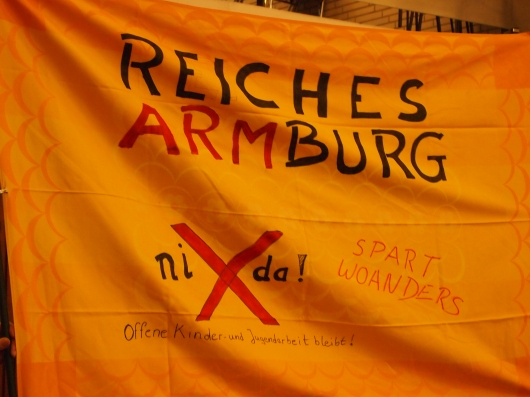 REICHES
ARMBURG
niXda!
SPART
WOANDERS
Offene Kinder- und Jugendarbeit bleibt!